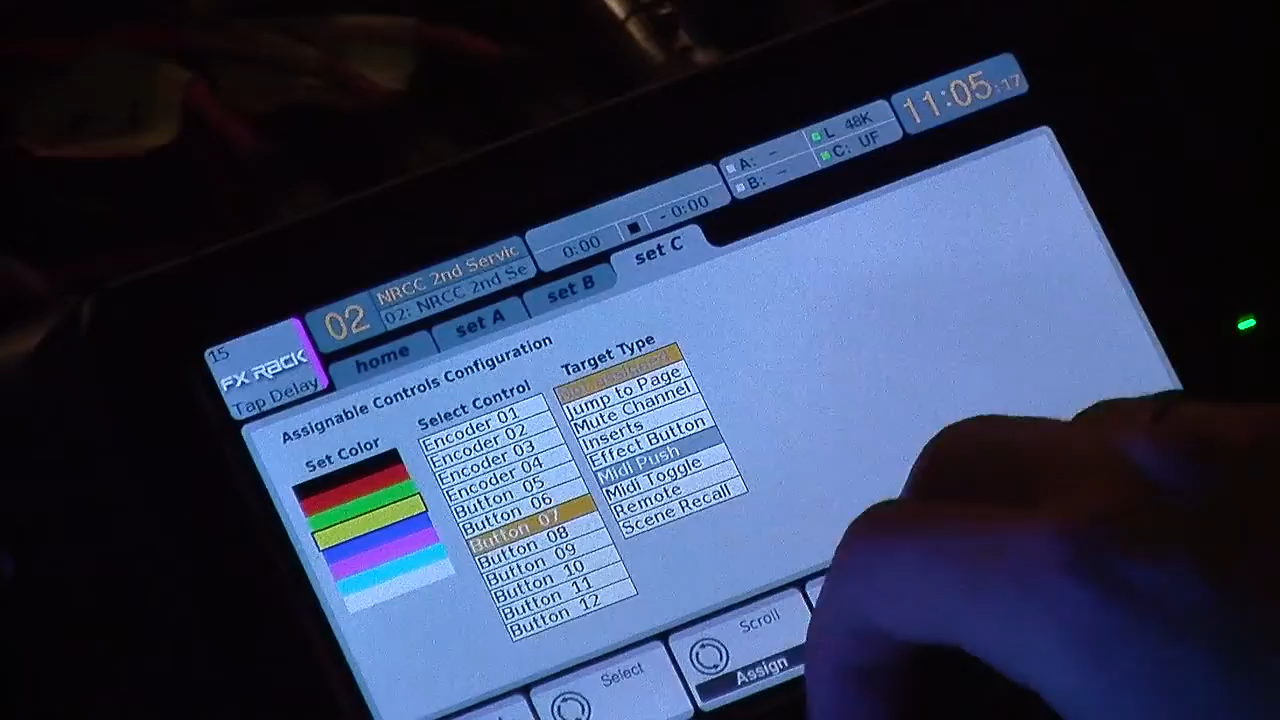 15
FX RACK
Tap Delay
02
NRCC 2nd Servic
02: NRCC 2nd Se
0:00
- 0:00
A: -
B: -
L 48K
C: UF
11:05:17
home
set A
set B
set C
Assignable Controls Configuration
Set Color
Select Control
Encoder 01
Encoder 02
Encoder 03
Encoder 04
Button 05
Button 06
Button 07
Button 08
Button 09
Button 10
Button 11
Button 12
Target Type
Not assigned
Jump to Page
Mute Channel
Inserts
Effect Button
Midi Push
Midi Toggle
Remote
Scene Recall
Select
Scroll
Assign